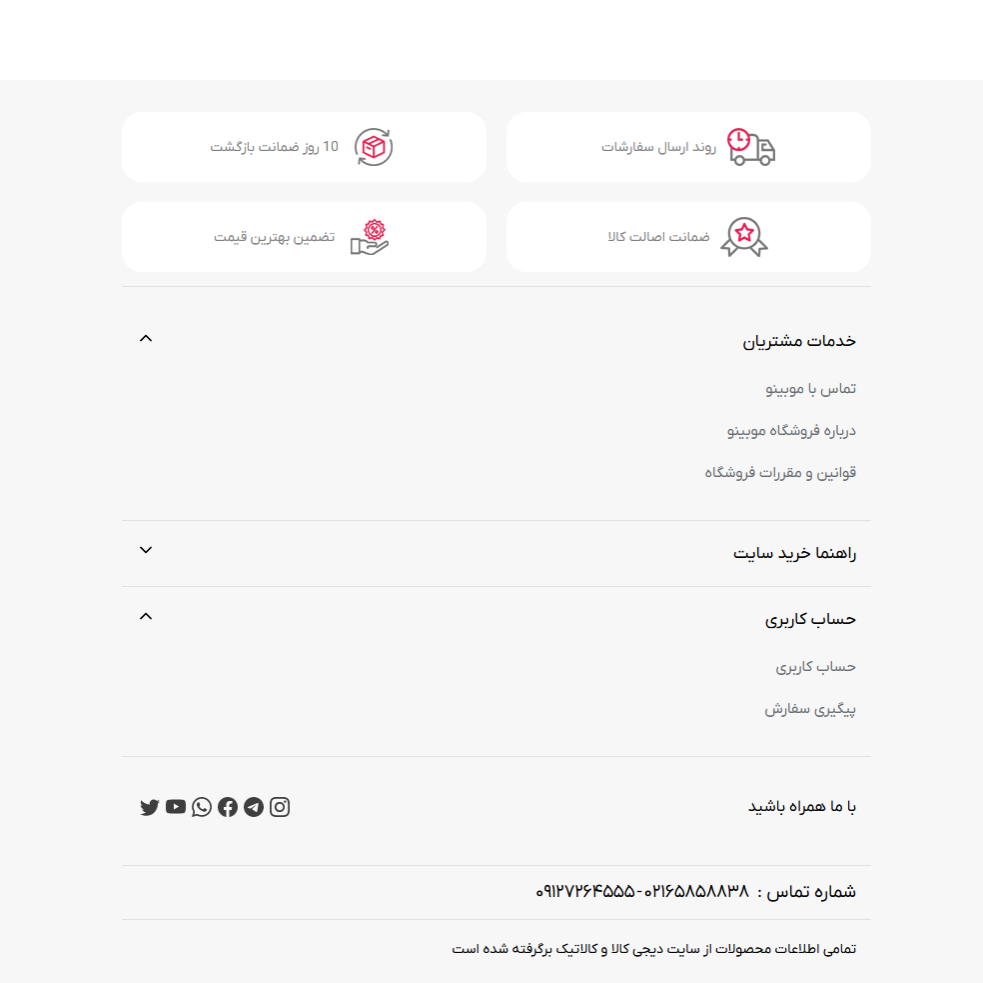 روند ارسال سفارشات
10 روز ضمانت بازگشت
ضمانت اصالت کالا
تضمین بهترین قیمت
خدمات مشتریان
تماس با موبینو
درباره فروشگاه موبینو
قوانین و مقررات فروشگاه
راهنما خرید سایت
حساب کاربری
حساب کاربری
پیگیری سفارش
با ما همراه باشید
شماره تماس : ۰۲۱۶۵۸۵۸۸۳۸-۰۹۱۲۷۲۶۴۵۵۵
تمامی اطلاعات محصولات از سایت دیجی کالا و کالاتیک برگرفته شده است